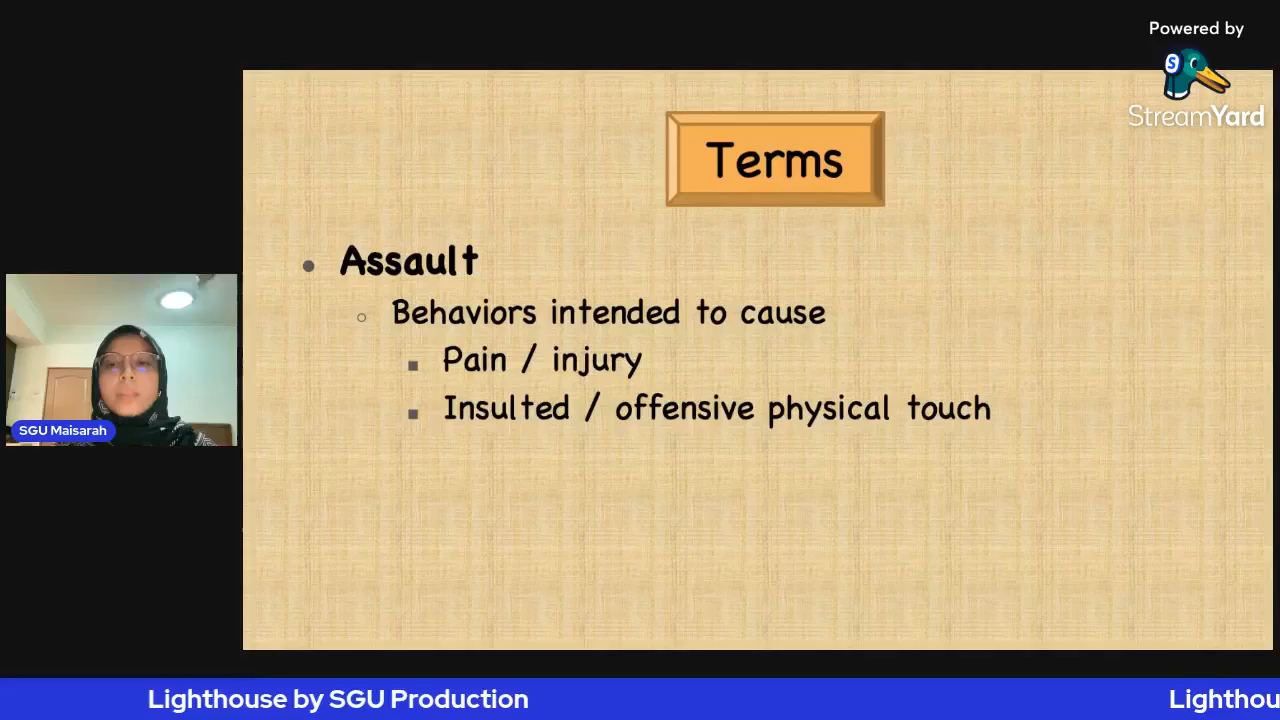 Powered by
StreamYard
Terms
Assault
Behaviors intended to cause
Pain / injury
Insulted / offensive physical touch
SGU Maisarah
Lighthouse by SGU Production
Lighthou